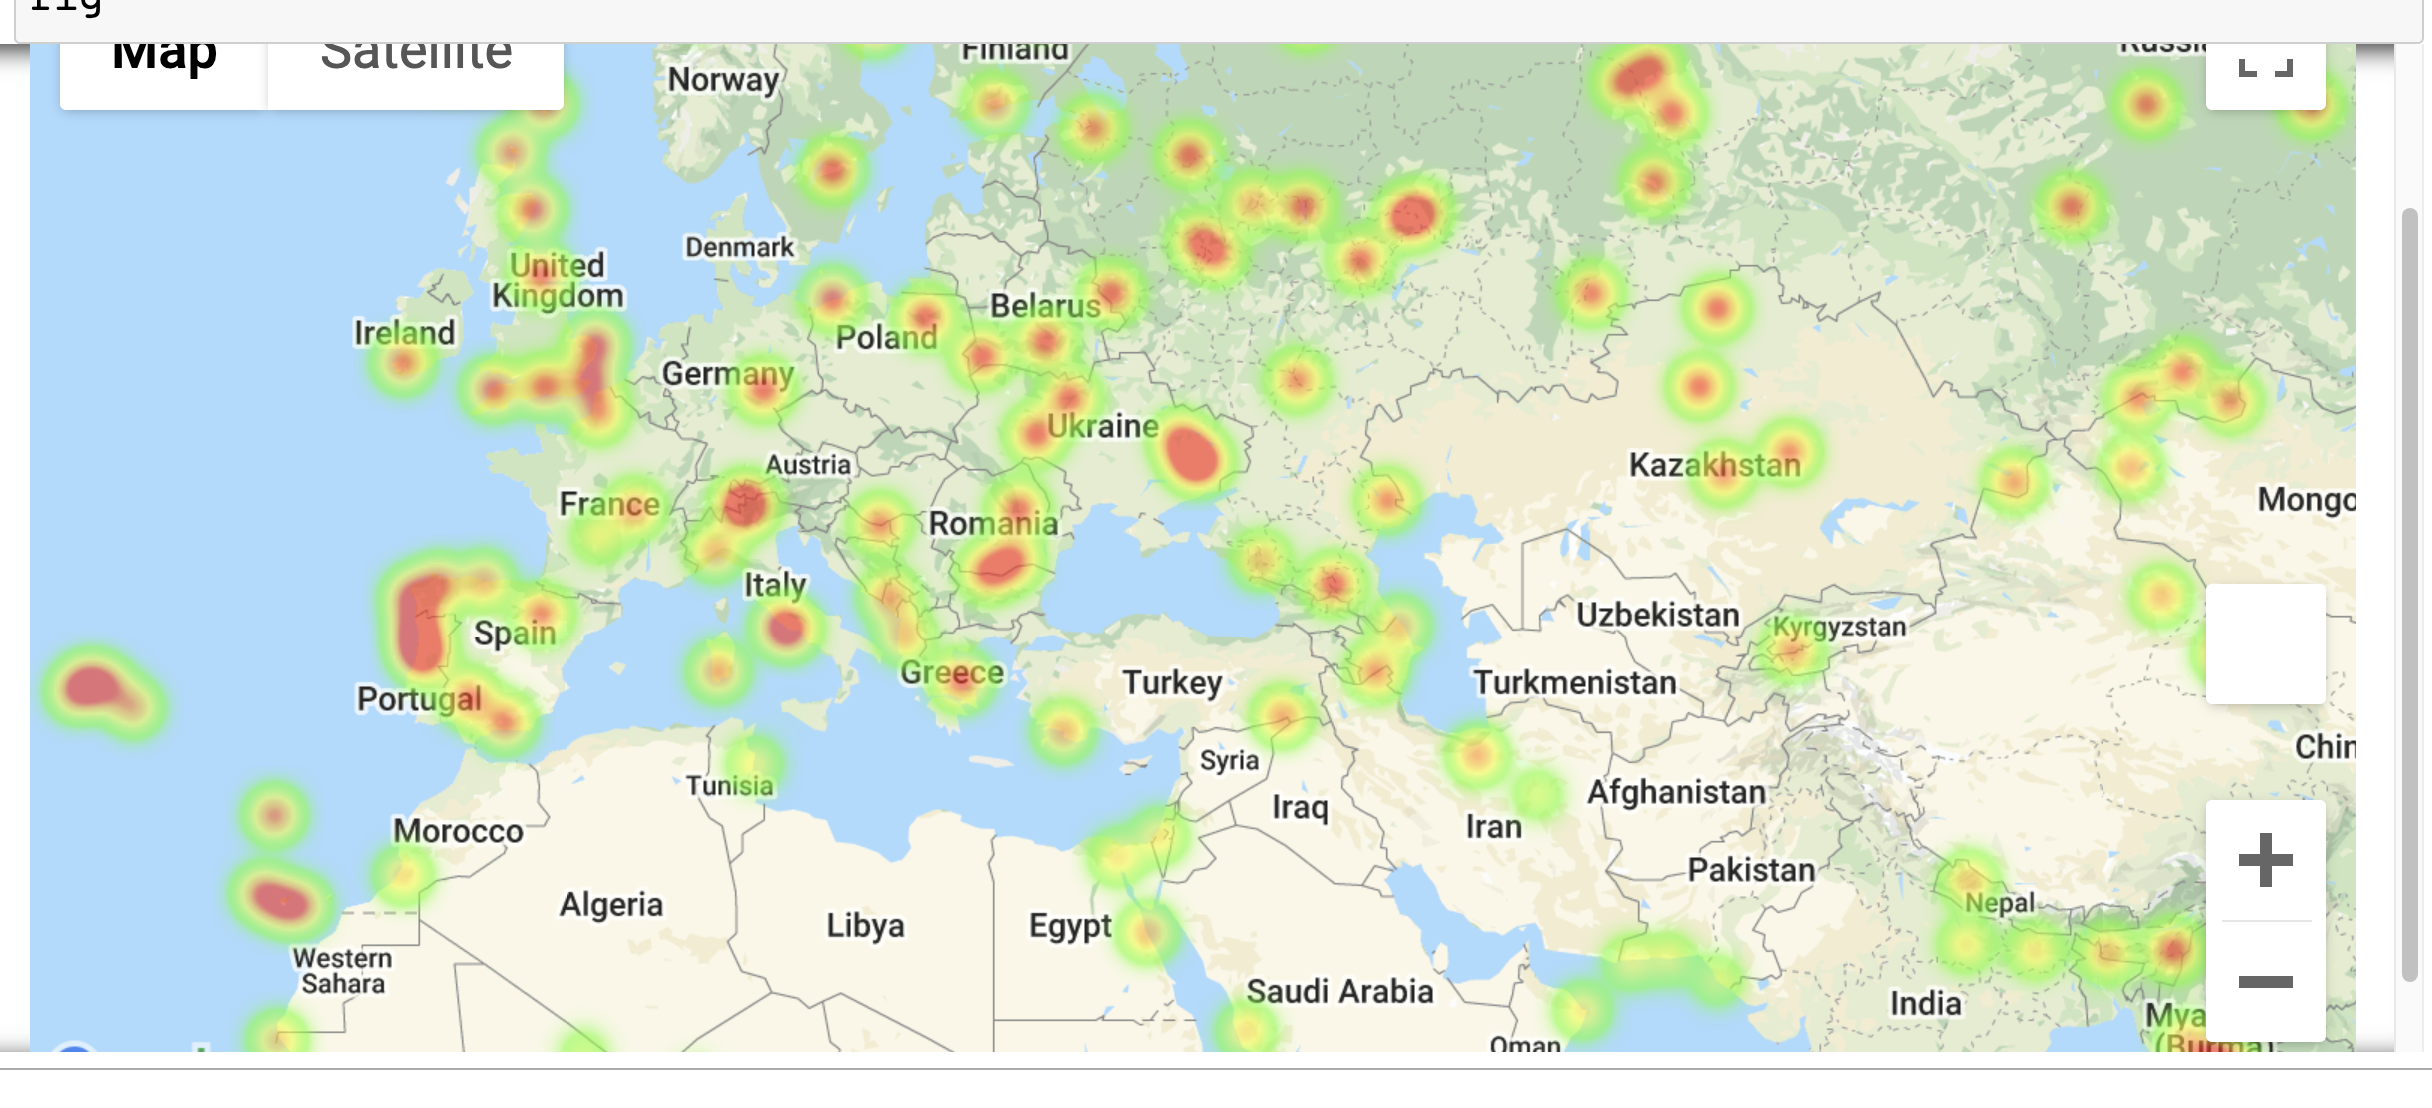 fig
Map
Satellite
Finland
Norway
Russia
Denmark
United
Kingdom
Belarus
Ireland
Poland
Germany
Ukraine
Austria
Kazakhstan
France
Romania
Mongo
Italy
Spain
Uzbekistan
Kyrgyzstan
Greece
Turkey
Turkmenistan
Portugal
Syria
Chin
Tunisia
Iraq
Afghanistan
Iran
Morocco
Pakistan
Algeria
Libya
Egypt
Nepal
Western
Sahara
Saudi Arabia
India
Mya
(Burma)
Oman